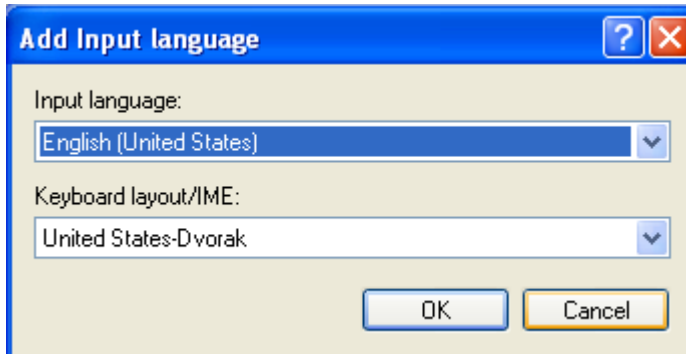 Add Input language
Input language:
English (United States)
Keyboard layout/IME:
United States-Dvorak
OK Cancel